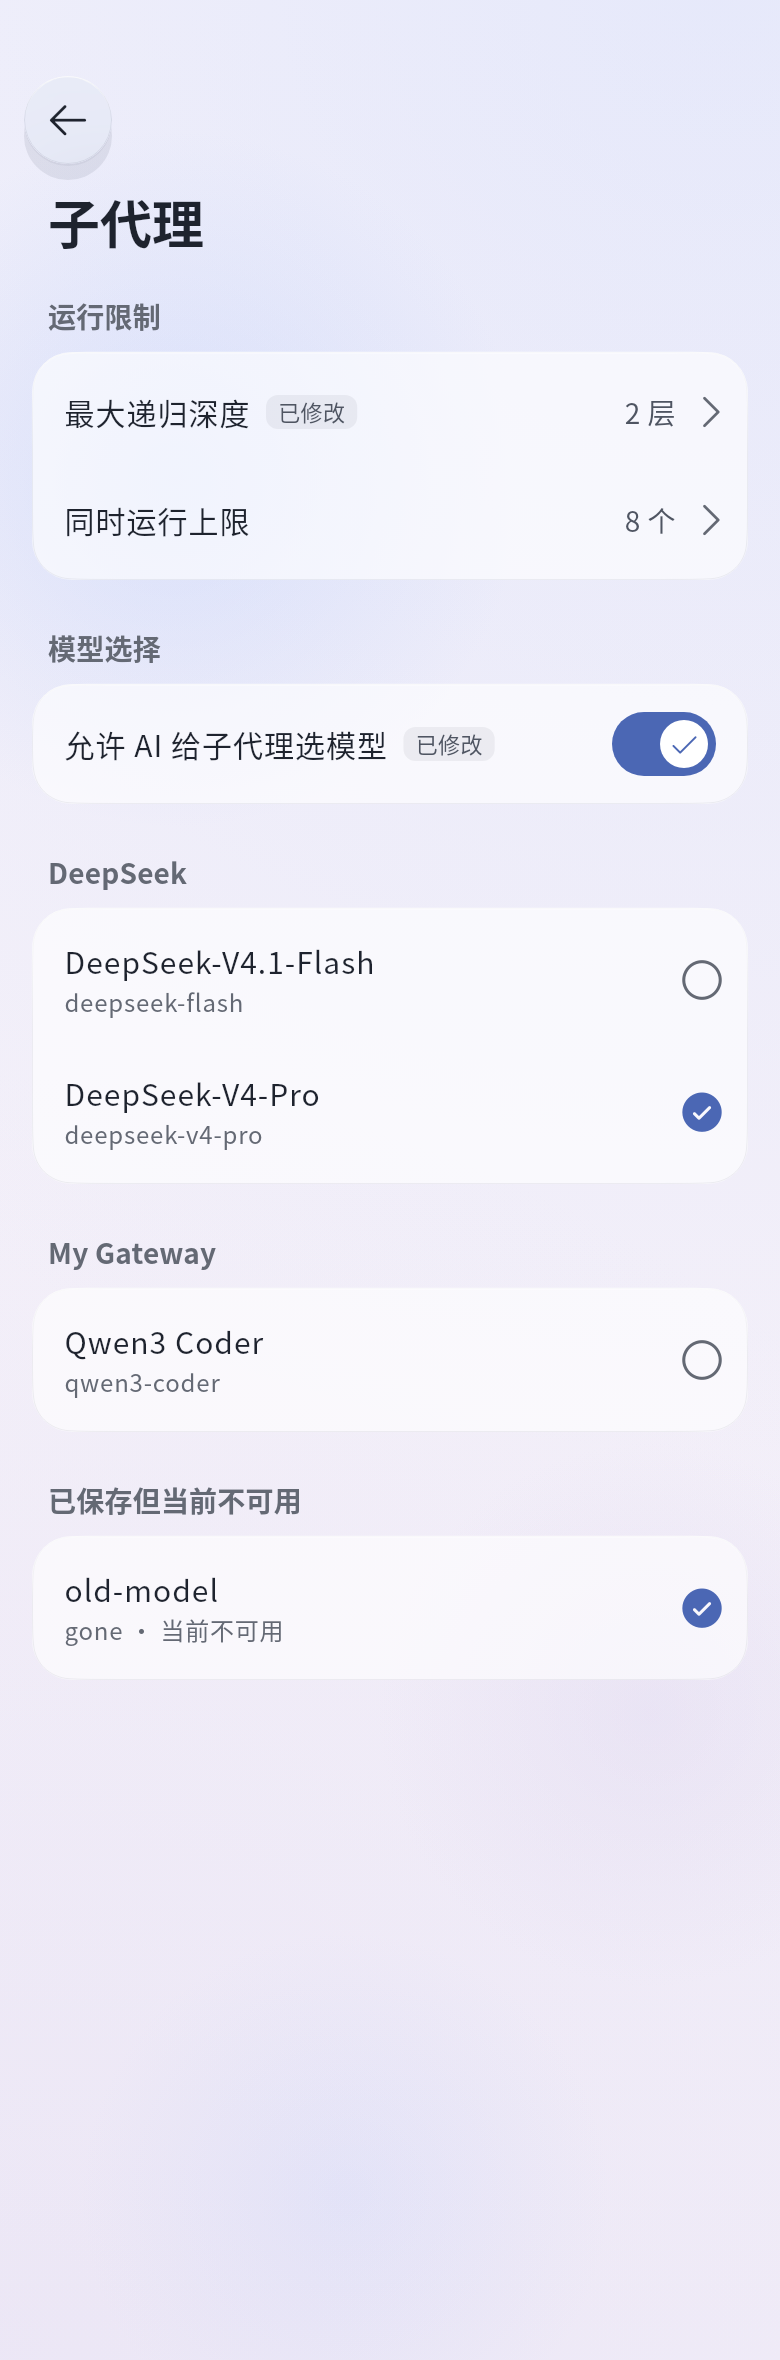 子代理
运行限制
最大递归深度 已修改 2 层
同时运行上限 8 个
模型选择
允许 AI 给子代理选模型 已修改
DeepSeek
DeepSeek-V4.1-Flash
deepseek-flash
DeepSeek-V4-Pro
deepseek-v4-pro
My Gateway
Qwen3 Coder
qwen3-coder
已保存但当前不可用
old-model
gone · 当前不可用